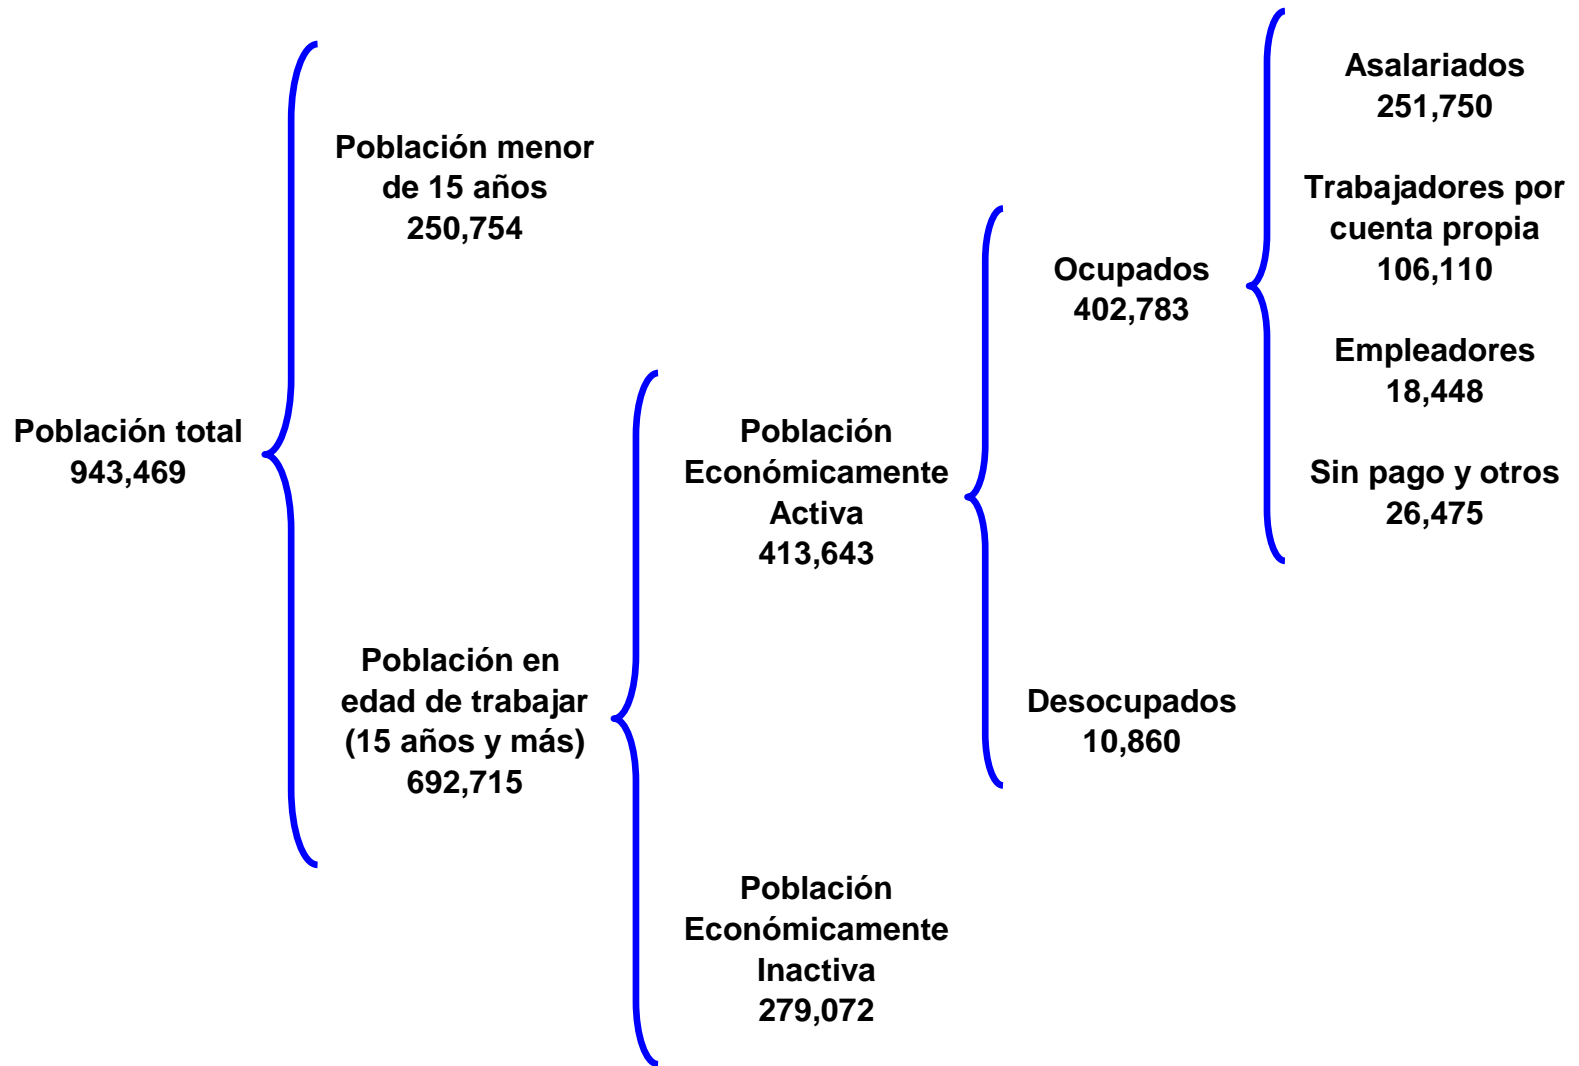 Población total
943,469
Población menor
de 15 años
250,754
Población en
edad de trabajar
(15 años y más)
692,715
Población
Económicamente
Activa
413,643
Población
Económicamente
Inactiva
279,072
Ocupados
402,783
Desocupados
10,860
Asalariados
251,750
Trabajadores por
cuenta propia
106,110
Empleadores
18,448
Sin pago y otros
26,475